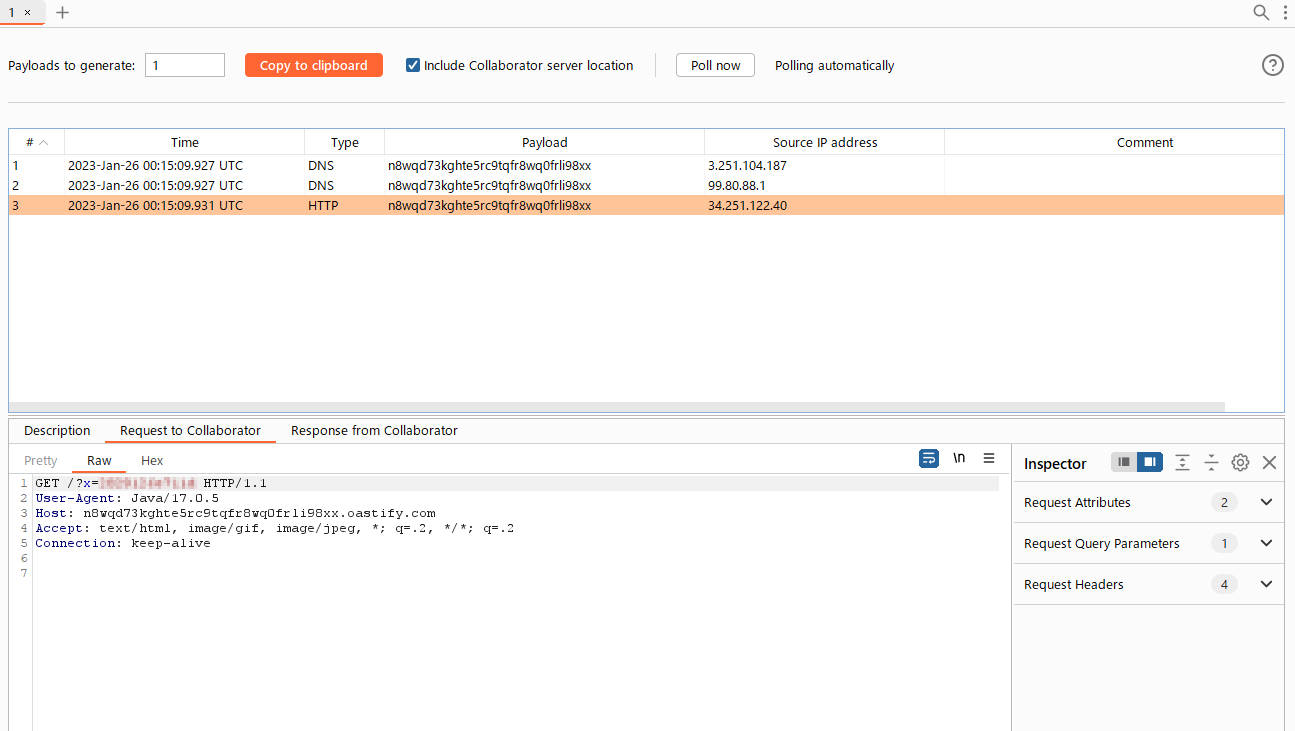 1 ×
Payloads to generate: 1 Copy to clipboard Include Collaborator server location Poll now Polling automatically ?
# Time Type Payload Source IP address Comment
1 2023-Jan-26 00:15:09.927 UTC DNS n8wqd73kghte5rc9tqfr8wq0frli98xx 3.251.104.187
2 2023-Jan-26 00:15:09.927 UTC DNS n8wqd73kghte5rc9tqfr8wq0frli98xx 99.80.88.1
3 2023-Jan-26 00:15:09.931 UTC HTTP n8wqd73kghte5rc9tqfr8wq0frli98xx 34.251.122.40
Description Request to Collaborator Response from Collaborator
Pretty Raw Hex \n
1 GET /?x= HTTP/1.1
2 User-Agent: Java/17.0.5
3 Host: n8wqd73kghte5rc9tqfr8wq0frli98xx.oastify.com
4 Accept: text/html, image/gif, image/jpeg, *; q=.2, */*; q=.2
5 Connection: keep-alive
6
7
Inspector
Request Attributes 2
Request Query Parameters 1
Request Headers 4